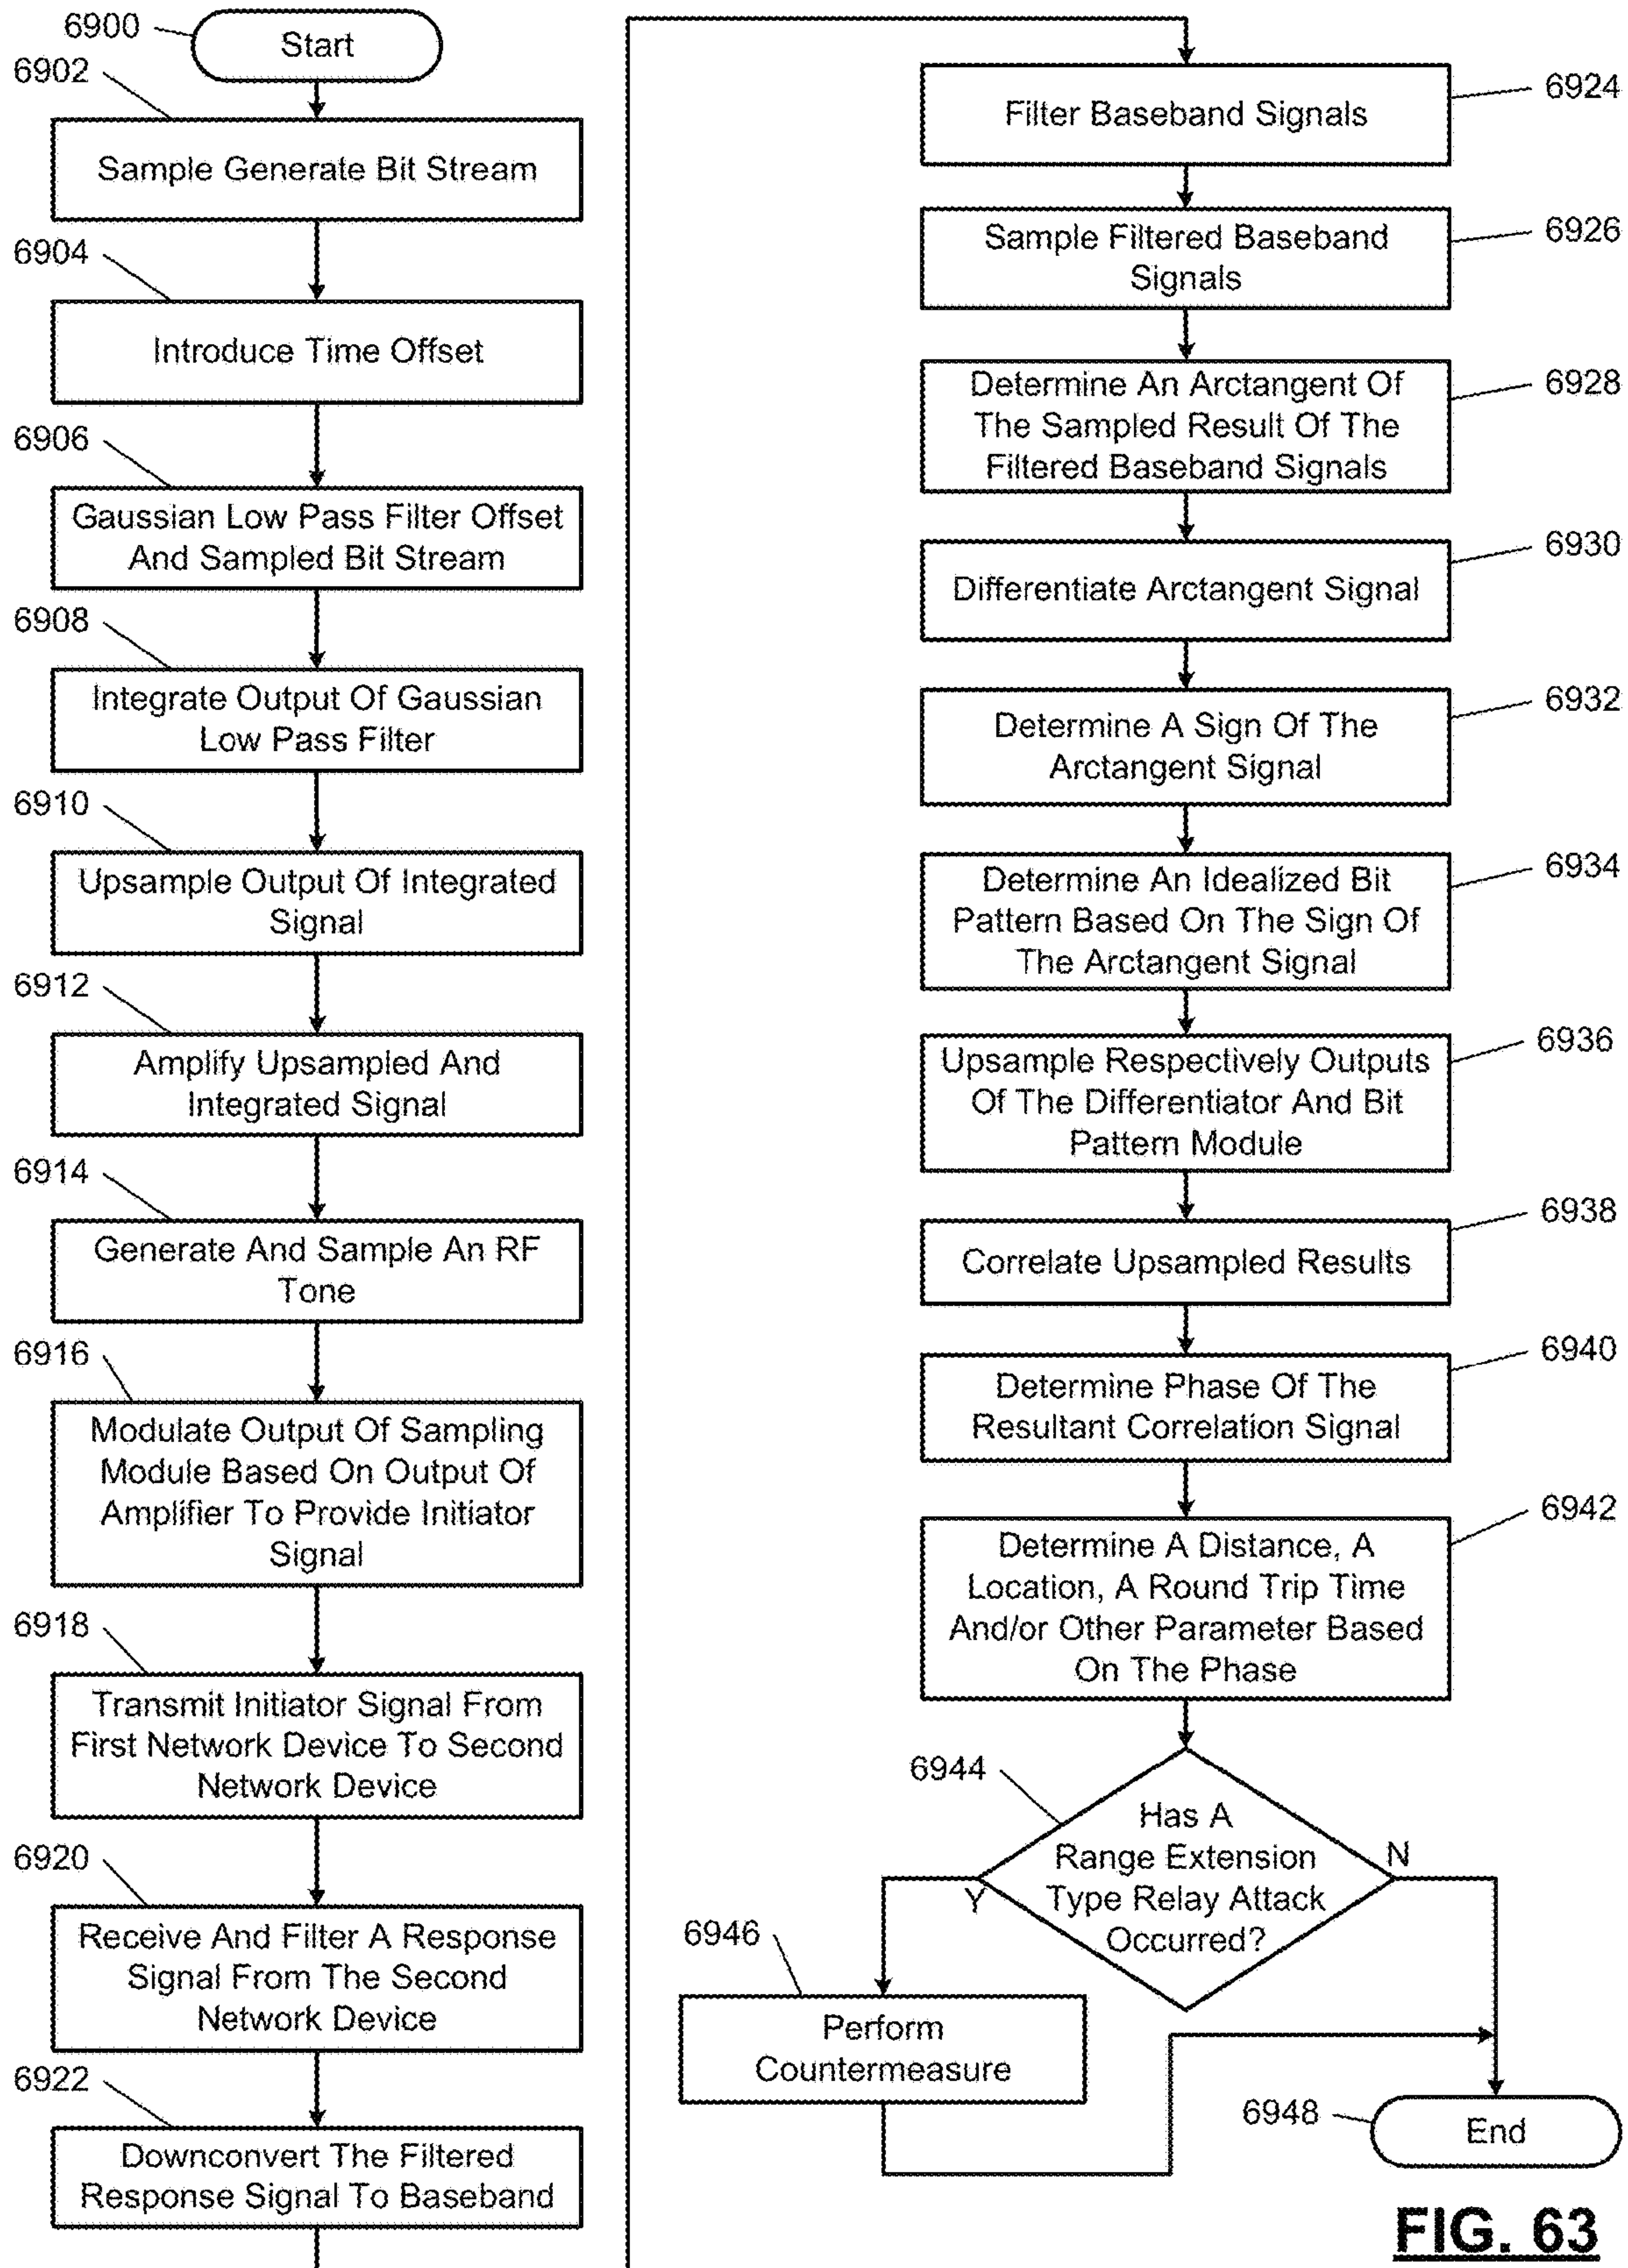 6900
Start
6902
Sample Generate Bit Stream
6904
Introduce Time Offset
6906
Gaussian Low Pass Filter Offset
And Sampled Bit Stream
6908
Integrate Output Of Gaussian
Low Pass Filter
6910
Upsample Output Of Integrated
Signal
6912
Amplify Upsampled And
Integrated Signal
6914
Generate And Sample An RF
Tone
6916
Modulate Output Of Sampling
Module Based On Output Of
Amplifier To Provide Initiator
Signal
6918
Transmit Initiator Signal From
First Network Device To Second
Network Device
6920
Receive And Filter A Response
Signal From The Second
Network Device
6922
Downconvert The Filtered
Response Signal To Baseband
6924
Filter Baseband Signals
6926
Sample Filtered Baseband
Signals
6928
Determine An Arctangent Of
The Sampled Result Of The
Filtered Baseband Signals
6930
Differentiate Arctangent Signal
6932
Determine A Sign Of The
Arctangent Signal
6934
Determine An Idealized Bit
Pattern Based On The Sign Of
The Arctangent Signal
6936
Upsample Respectively Outputs
Of The Differentiator And Bit
Pattern Module
6938
Correlate Upsampled Results
6940
Determine Phase Of The
Resultant Correlation Signal
6942
Determine A Distance, A
Location, A Round Trip Time
And/or Other Parameter Based
On The Phase
6944
Has A
Range Extension
Type Relay Attack
Occurred?
Y
N
6946
Perform
Countermeasure
6948
End
FIG. 63